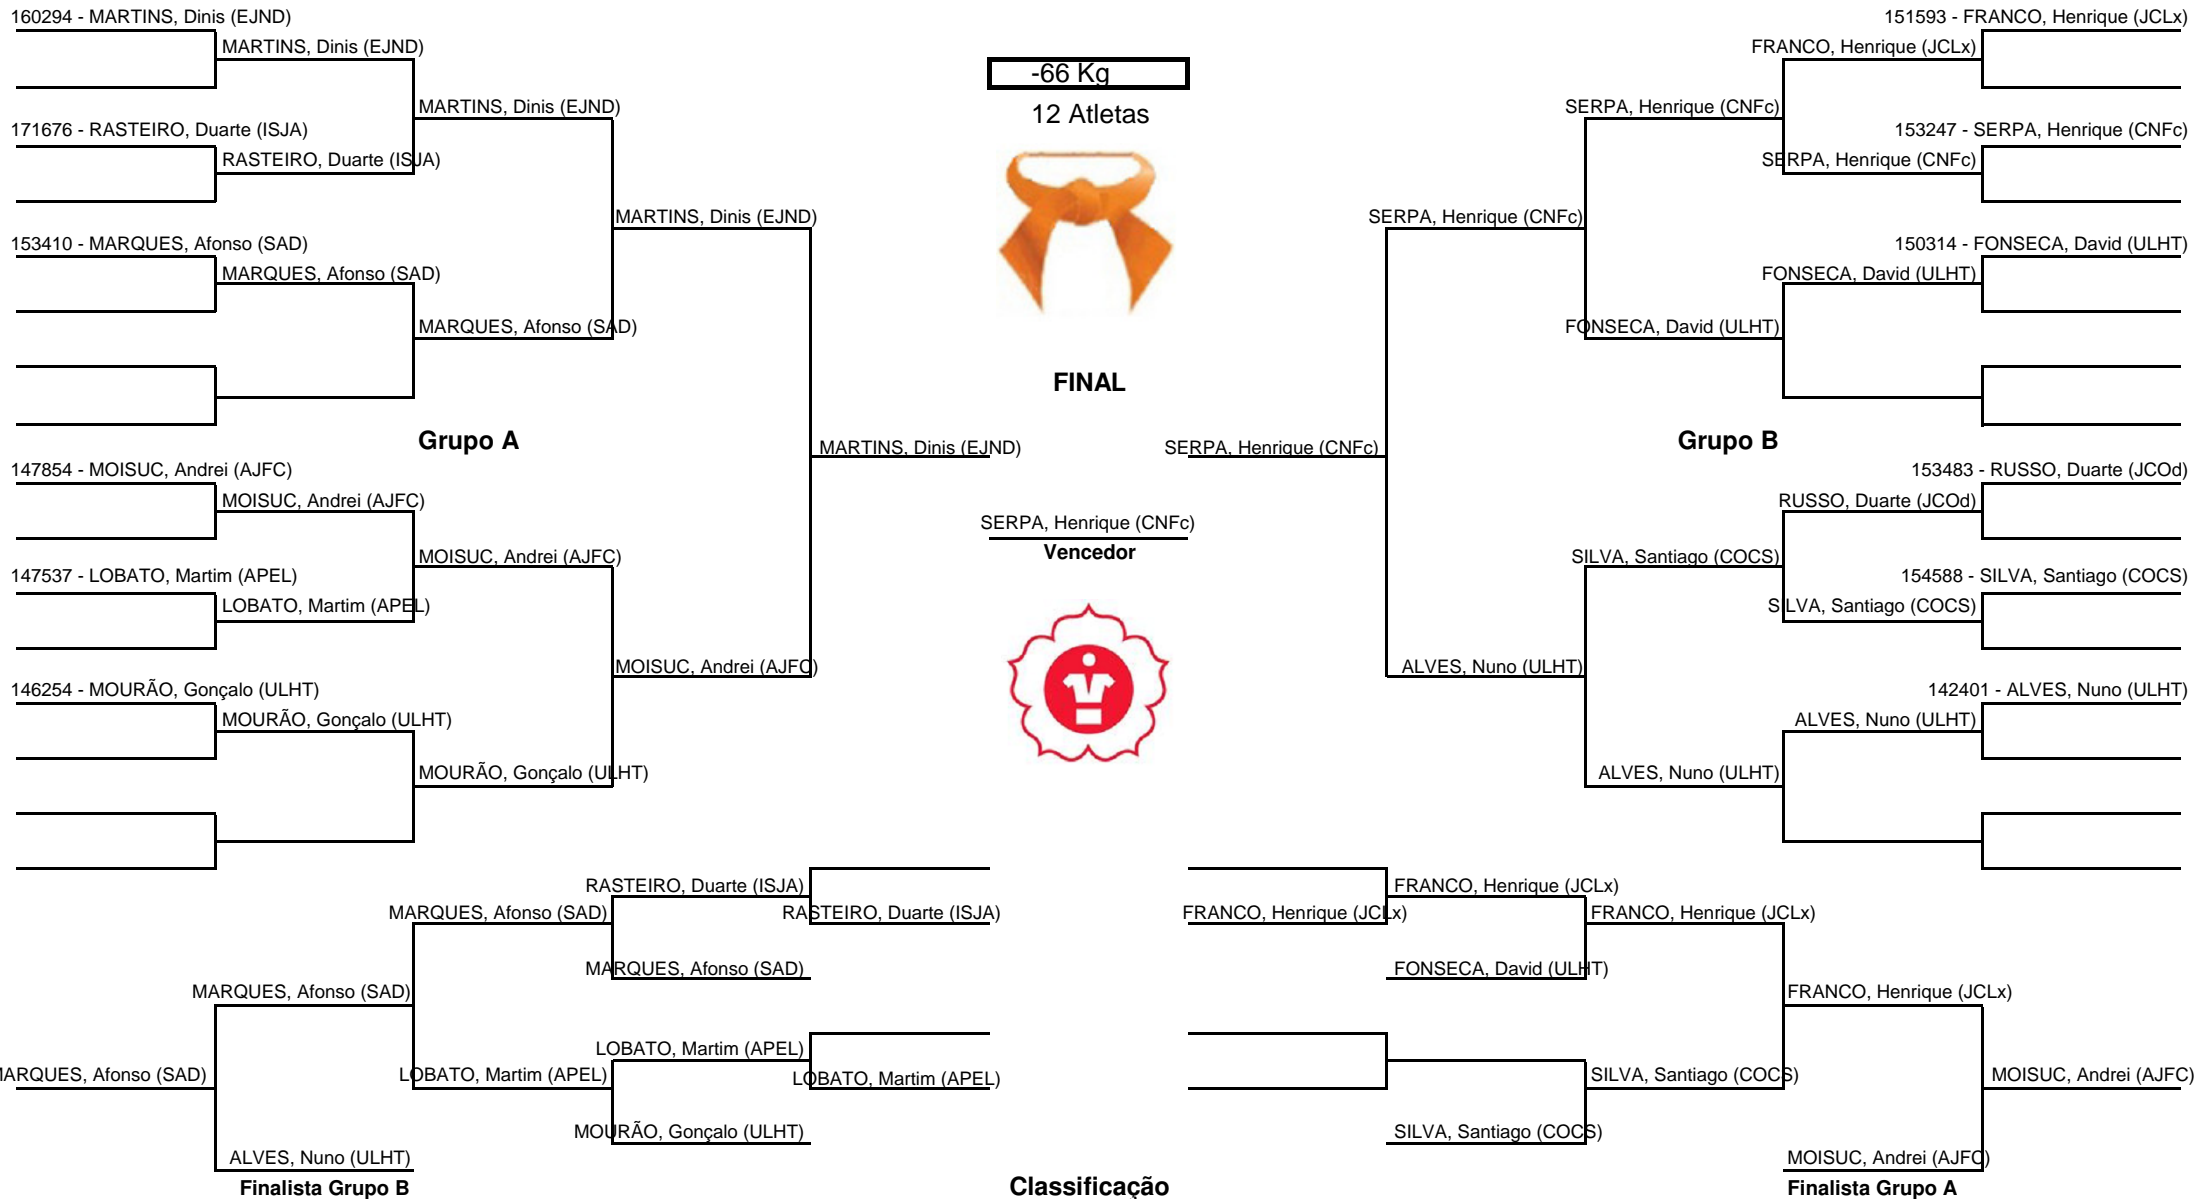 160294 - MARTINS, Dinis (EJND)
MARTINS, Dinis (EJND)
MARTINS, Dinis (EJND)
171676 - RASTEIRO, Duarte (ISJA)
RASTEIRO, Duarte (ISJA)
MARTINS, Dinis (EJND)
153410 - MARQUES, Afonso (SAD)
MARQUES, Afonso (SAD)
MARQUES, Afonso (SAD)
Grupo A
MARTINS, Dinis (EJND)
147854 - MOISUC, Andrei (AJFC)
MOISUC, Andrei (AJFC)
MOISUC, Andrei (AJFC)
147537 - LOBATO, Martim (APEL)
LOBATO, Martim (APEL)
MOISUC, Andrei (AJFC)
146254 - MOURÃO, Gonçalo (ULHT)
MOURÃO, Gonçalo (ULHT)
MOURÃO, Gonçalo (ULHT)
-66 Kg
12 Atletas
FINAL
SERPA, Henrique (CNFc)
Vencedor
151593 - FRANCO, Henrique (JCLx)
FRANCO, Henrique (JCLx)
SERPA, Henrique (CNFc)
153247 - SERPA, Henrique (CNFc)
SERPA, Henrique (CNFc)
SERPA, Henrique (CNFc)
150314 - FONSECA, David (ULHT)
FONSECA, David (ULHT)
FONSECA, David (ULHT)
Grupo B
SERPA, Henrique (CNFc)
153483 - RUSSO, Duarte (JCOd)
RUSSO, Duarte (JCOd)
SILVA, Santiago (COCS)
154588 - SILVA, Santiago (COCS)
SILVA, Santiago (COCS)
ALVES, Nuno (ULHT)
142401 - ALVES, Nuno (ULHT)
ALVES, Nuno (ULHT)
ALVES, Nuno (ULHT)
RASTEIRO, Duarte (ISJA)
MARQUES, Afonso (SAD)
RASTEIRO, Duarte (ISJA)
MARQUES, Afonso (SAD)
MARQUES, Afonso (SAD)
LOBATO, Martim (APEL)
MARQUES, Afonso (SAD)
LOBATO, Martim (APEL)
LOBATO, Martim (APEL)
MOURÃO, Gonçalo (ULHT)
ALVES, Nuno (ULHT)
Finalista Grupo B
FRANCO, Henrique (JCLx)
FRANCO, Henrique (JCLx)
FRANCO, Henrique (JCLx)
FONSECA, David (ULHT)
FRANCO, Henrique (JCLx)
SILVA, Santiago (COCS)
MOISUC, Andrei (AJFC)
SILVA, Santiago (COCS)
MOISUC, Andrei (AJFC)
Finalista Grupo A
Classificação